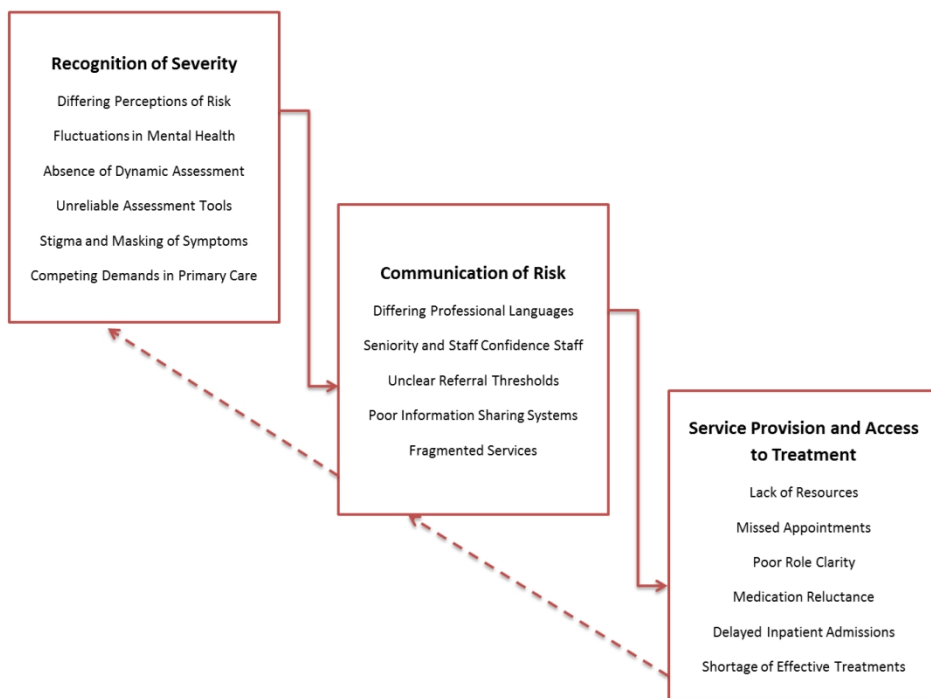 Recognition of Severity
Differing Perceptions of Risk
Fluctuations in Mental Health
Absence of Dynamic Assessment
Unreliable Assessment Tools
Stigma and Masking of Symptoms
Competing Demands in Primary Care
Communication of Risk
Differing Professional Languages
Seniority and Staff Confidence Staff
Unclear Referral Thresholds
Poor Information Sharing Systems
Fragmented Services
Service Provision and Access
to Treatment
Lack of Resources
Missed Appointments
Poor Role Clarity
Medication Reluctance
Delayed Inpatient Admissions
Shortage of Effective Treatments